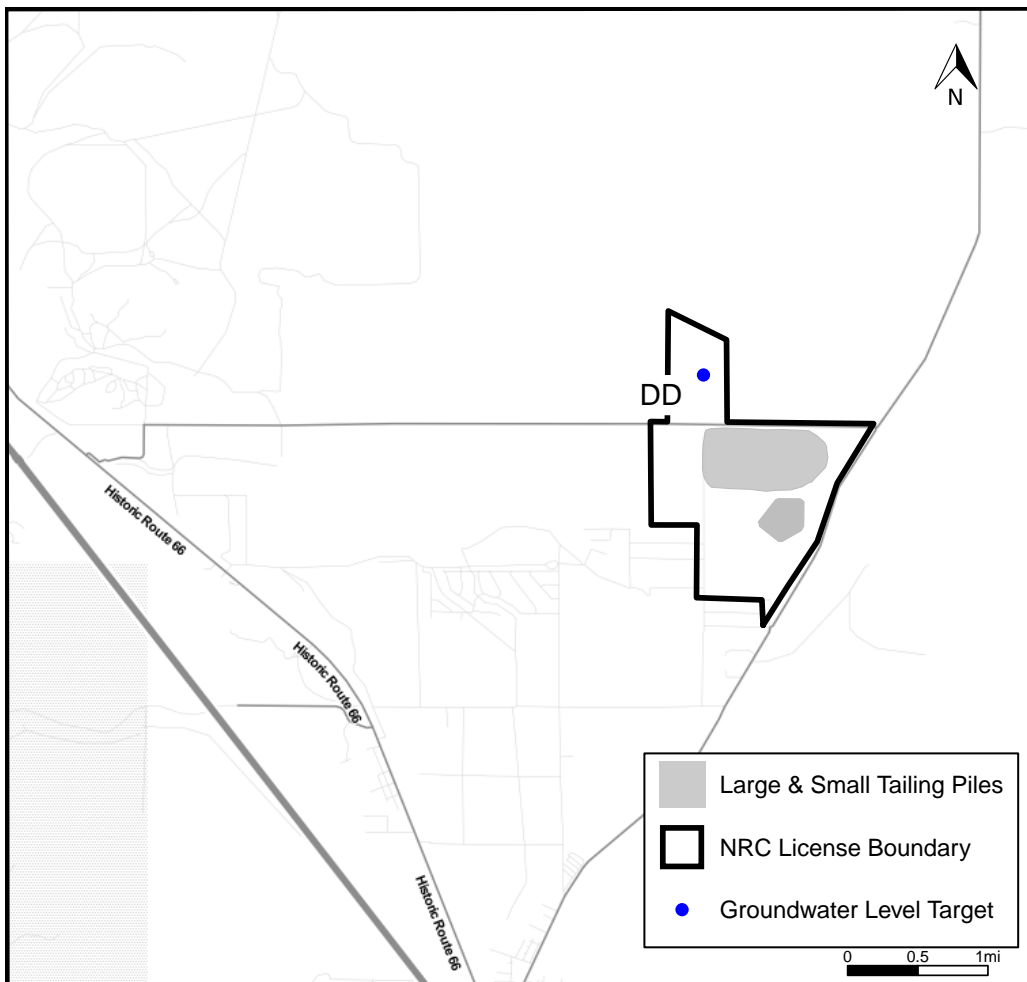 N
DD
Historic Route 66
Historic Route 66
Historic Route 66
Large & Small Tailing Piles
NRC License Boundary
Groundwater Level Target
0 0.5 1mi